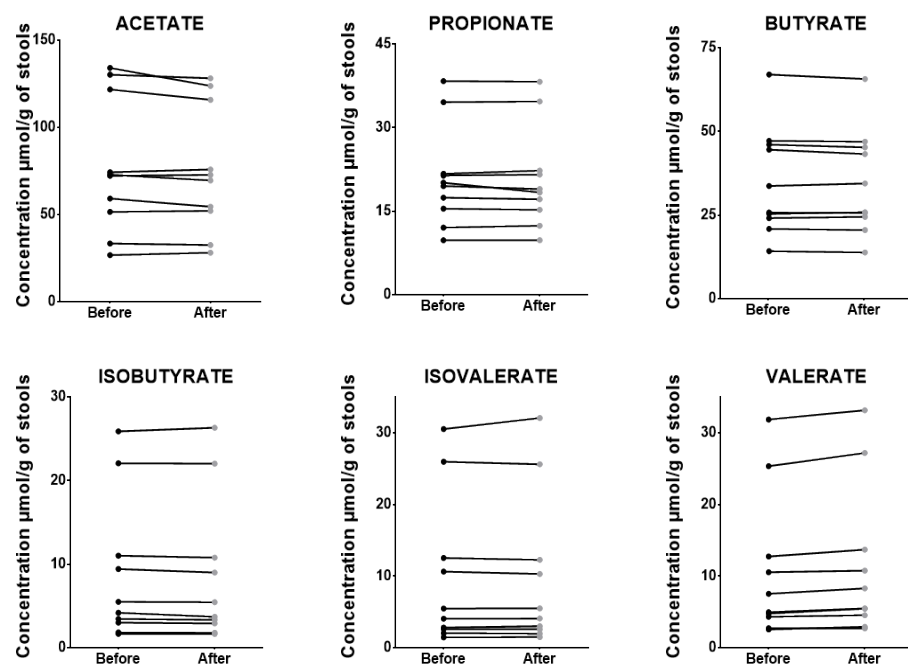 ACETATE
Concentration μmol/g of stools
150
100
50
0
Before After
PROPIONATE
Concentration μmol/g of stools
45
30
15
0
Before After
BUTYRATE
Concentration μmol/g of stools
75
50
25
0
Before After
ISOBUTYRATE
Concentration μmol/g of stools
30
20
10
0
Before After
ISOVALERATE
Concentration μmol/g of stools
30
20
10
0
Before After
VALERATE
Concentration μmol/g of stools
30
20
10
0
Before After